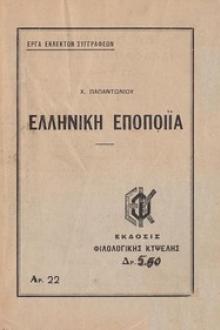 ΕΡΓΑ ΕΚΛΕΚΤΩΝ ΣΥΓΓΡΑΦΕΩΝ
Χ. ΠΑΠΑΝΤΩΝΙΟΥ
ΕΛΛΗΝΙΚΗ ΕΠΟΠΟΙΪΑ
ΕΚΔΟΣΙΣ
ΦΙΛΟΛΟΓΙΚΗΣ ΚΥΨΕΛΗΣ
Δρ. 5.50
Αρ. 22